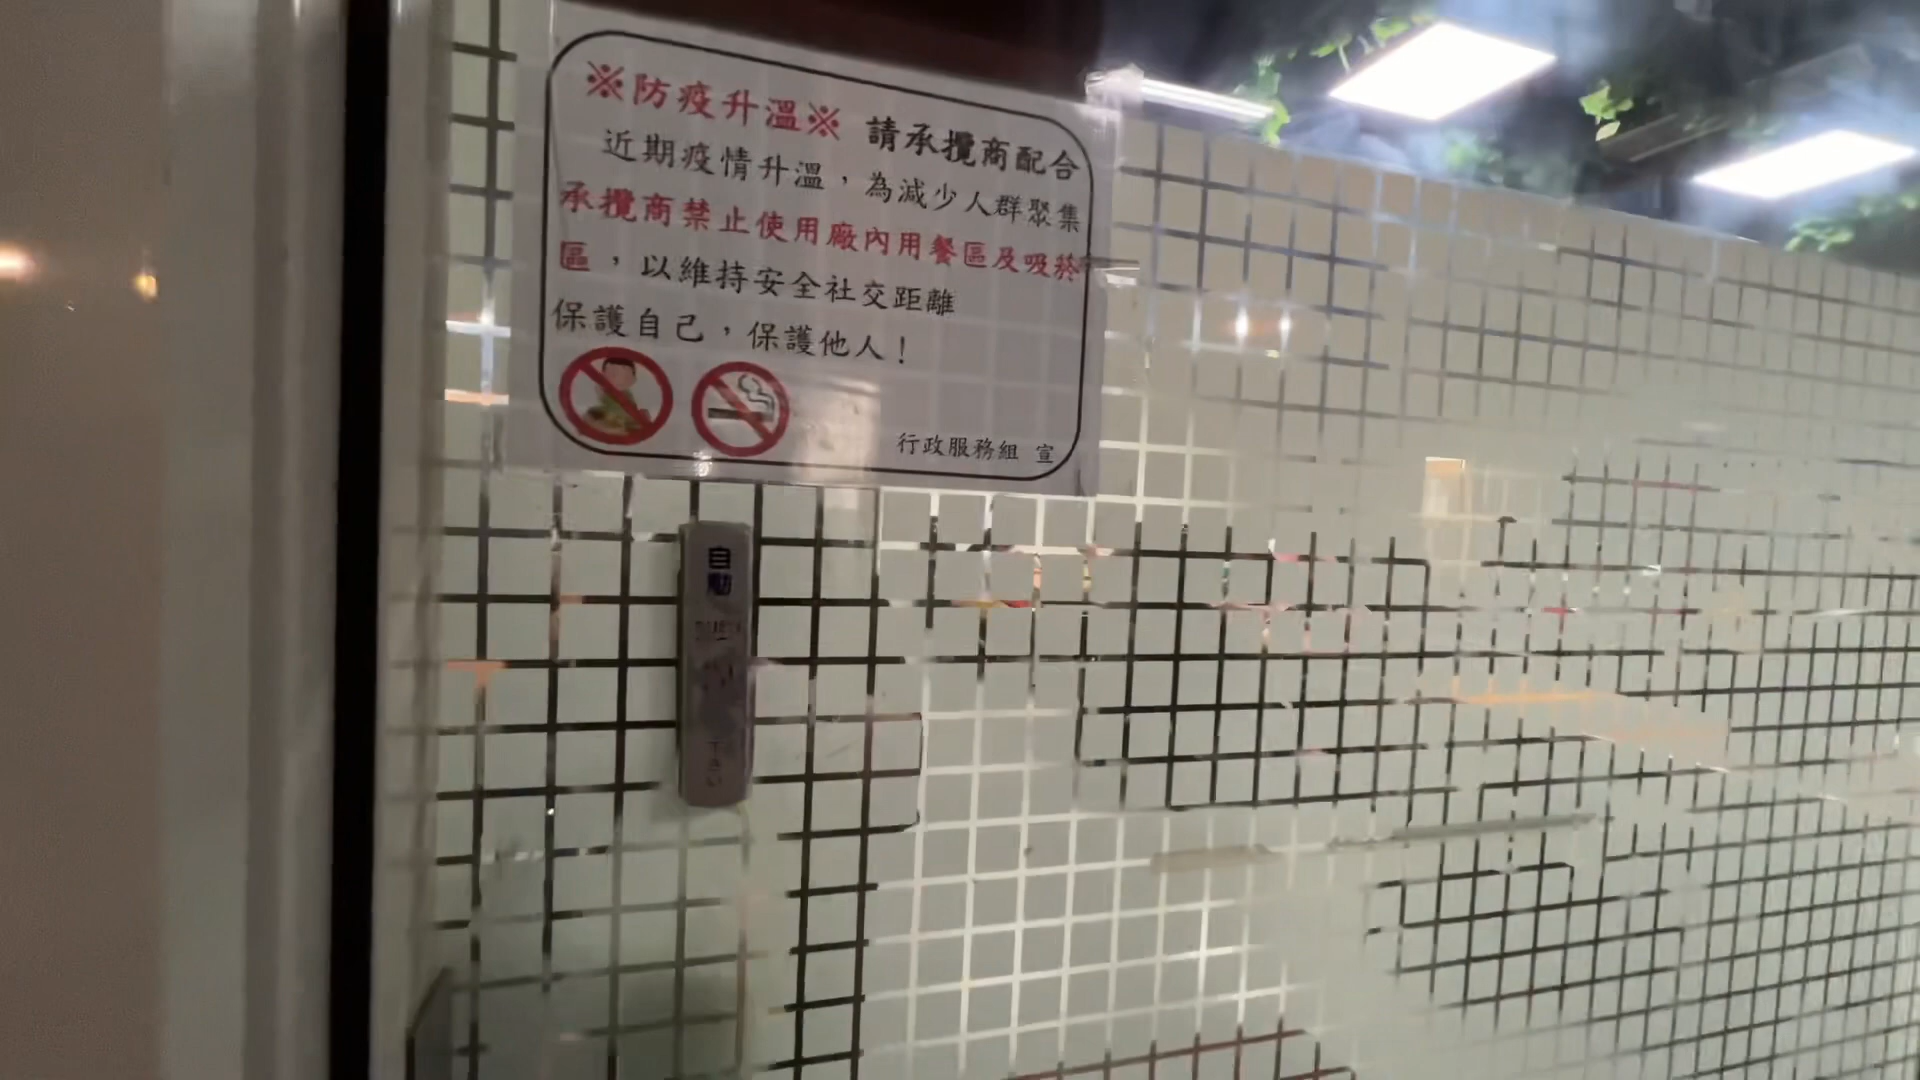 ※防疫升溫※ 請承攬商配合
近期疫情升溫，為減少人群聚集
承攬商禁止使用廠內用餐區及吸菸
區，以維持安全社交距離
保護自己，保護他人！
行政服務組 宣
自動
下さい